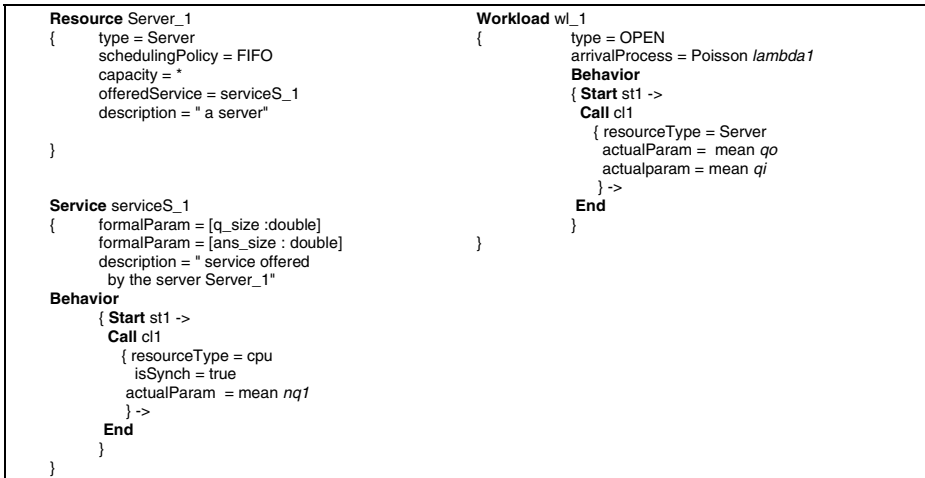 Resource Server_1
{ type = Server
schedulingPolicy = FIFO
capacity = *
offeredService = serviceS_1
description = " a server"
}
Service serviceS_1
{ formalParam = [q_size :double]
formalParam = [ans_size : double]
description = " service offered
by the server Server_1"
Behavior
{ Start st1 ->
Call cl1
{ resourceType = cpu
isSynch = true
actualParam = mean nq1
} ->
End
}
}
Workload wl_1
{ type = OPEN
arrivalProcess = Poisson lambda1
Behavior
{ Start st1 ->
Call cl1
{ resourceType = Server
actualParam = mean qo
actualparam = mean qi
} ->
End
}
}